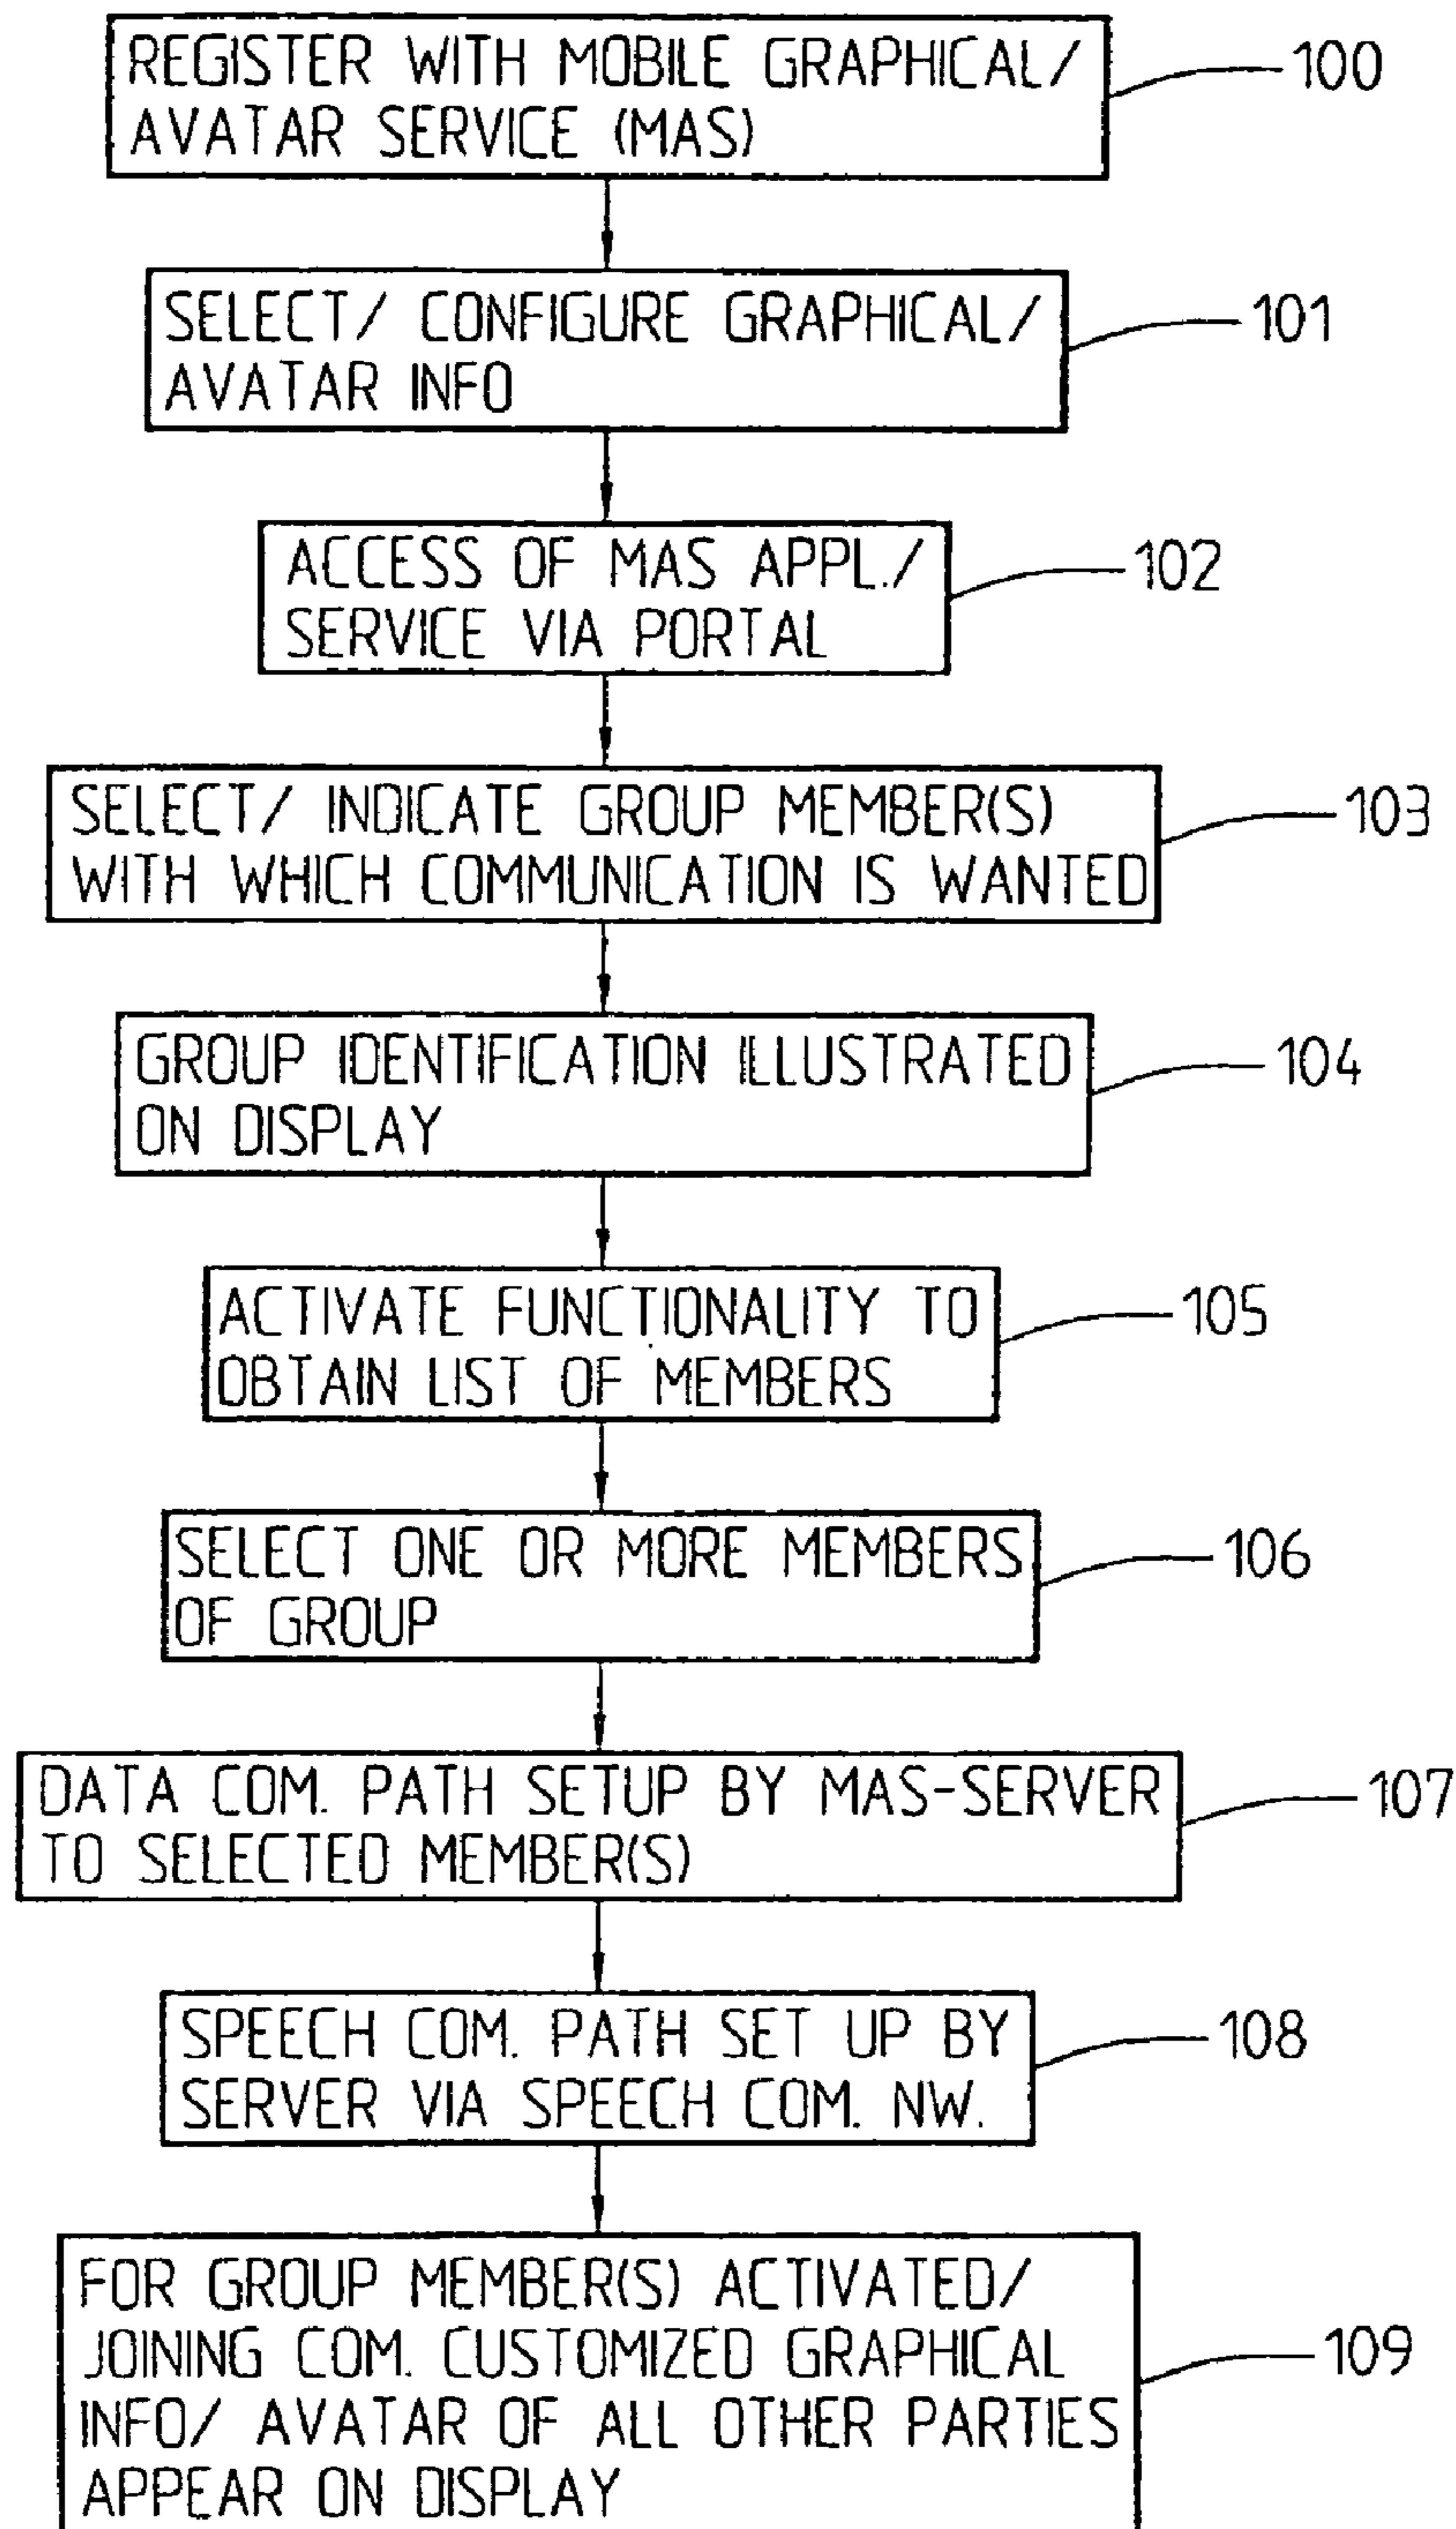 REGISTER WITH MOBILE GRAPHICAL/
AVATAR SERVICE (MAS)
100
SELECT/ CONFIGURE GRAPHICAL/
AVATAR INFO
101
ACCESS OF MAS APPL./
SERVICE VIA PORTAL
102
SELECT/ INDICATE GROUP MEMBER(S)
WITH WHICH COMMUNICATION IS WANTED
103
GROUP IDENTIFICATION ILLUSTRATED
ON DISPLAY
104
ACTIVATE FUNCTIONALITY TO
OBTAIN LIST OF MEMBERS
105
SELECT ONE OR MORE MEMBERS
OF GROUP
106
DATA COM. PATH SETUP BY MAS-SERVER
TO SELECTED MEMBER(S)
107
SPEECH COM. PATH SET UP BY
SERVER VIA SPEECH COM. NW.
108
FOR GROUP MEMBER(S) ACTIVATED/
JOINING COM. CUSTOMIZED GRAPHICAL
INFO/ AVATAR OF ALL OTHER PARTIES
APPEAR ON DISPLAY
109